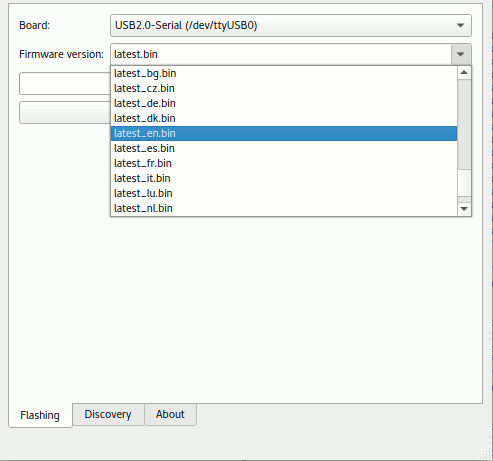 Board: USB2.0-Serial (/dev/ttyUSB0)
Firmware version: latest.bin
latest_bg.bin
latest_cz.bin
latest_de.bin
latest_dk.bin
latest_en.bin
latest_es.bin
latest_fr.bin
latest_it.bin
latest_lu.bin
latest_nl.bin
Flashing Discovery About